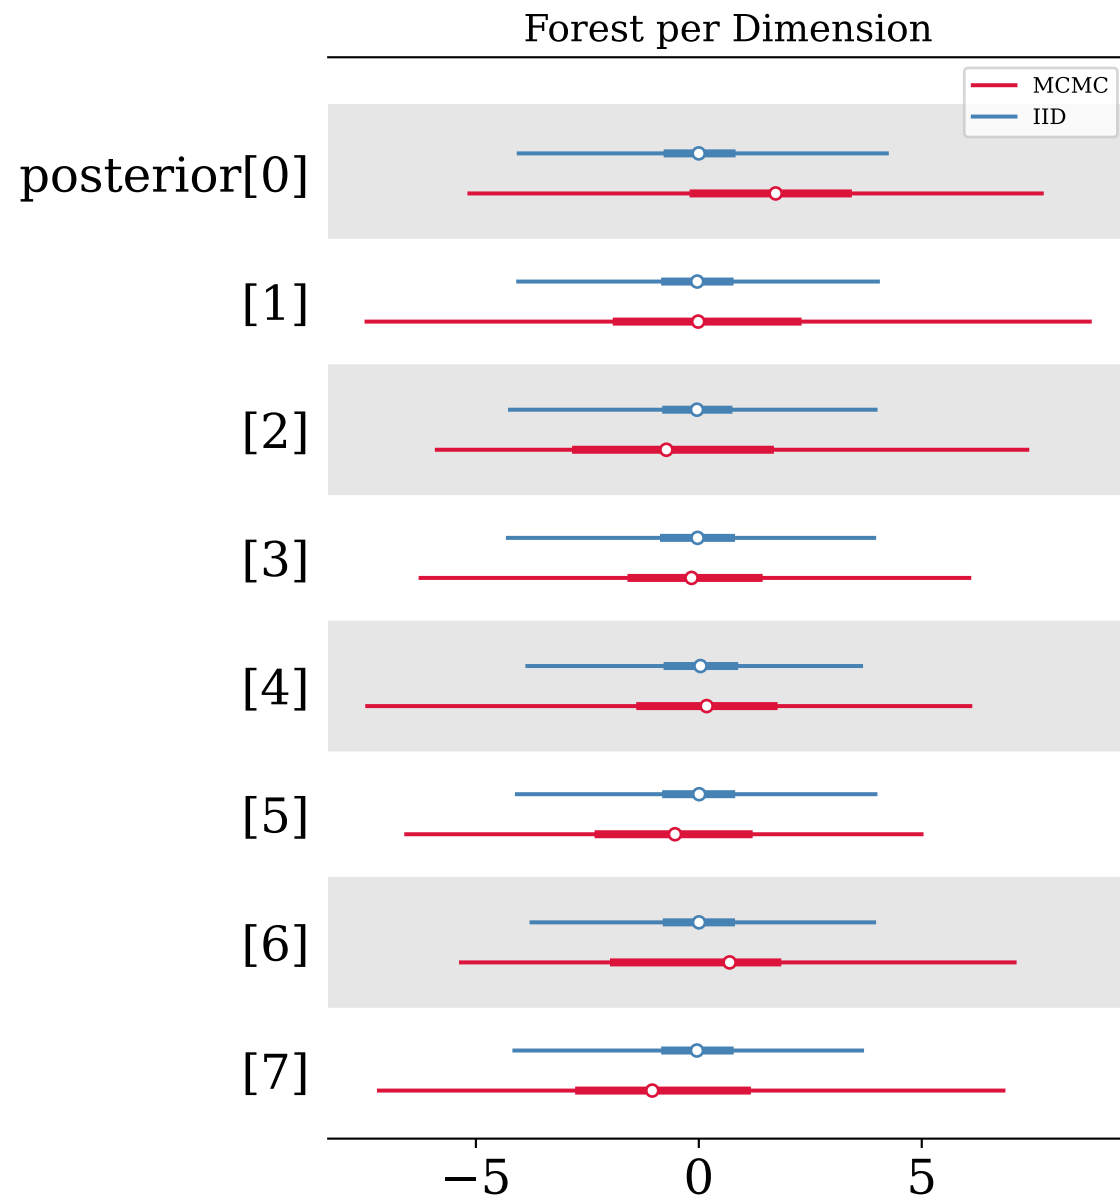 Forest per Dimension
MCMC
IID
posterior[0]
[1]
[2]
[3]
[4]
[5]
[6]
[7]
−5 0 5